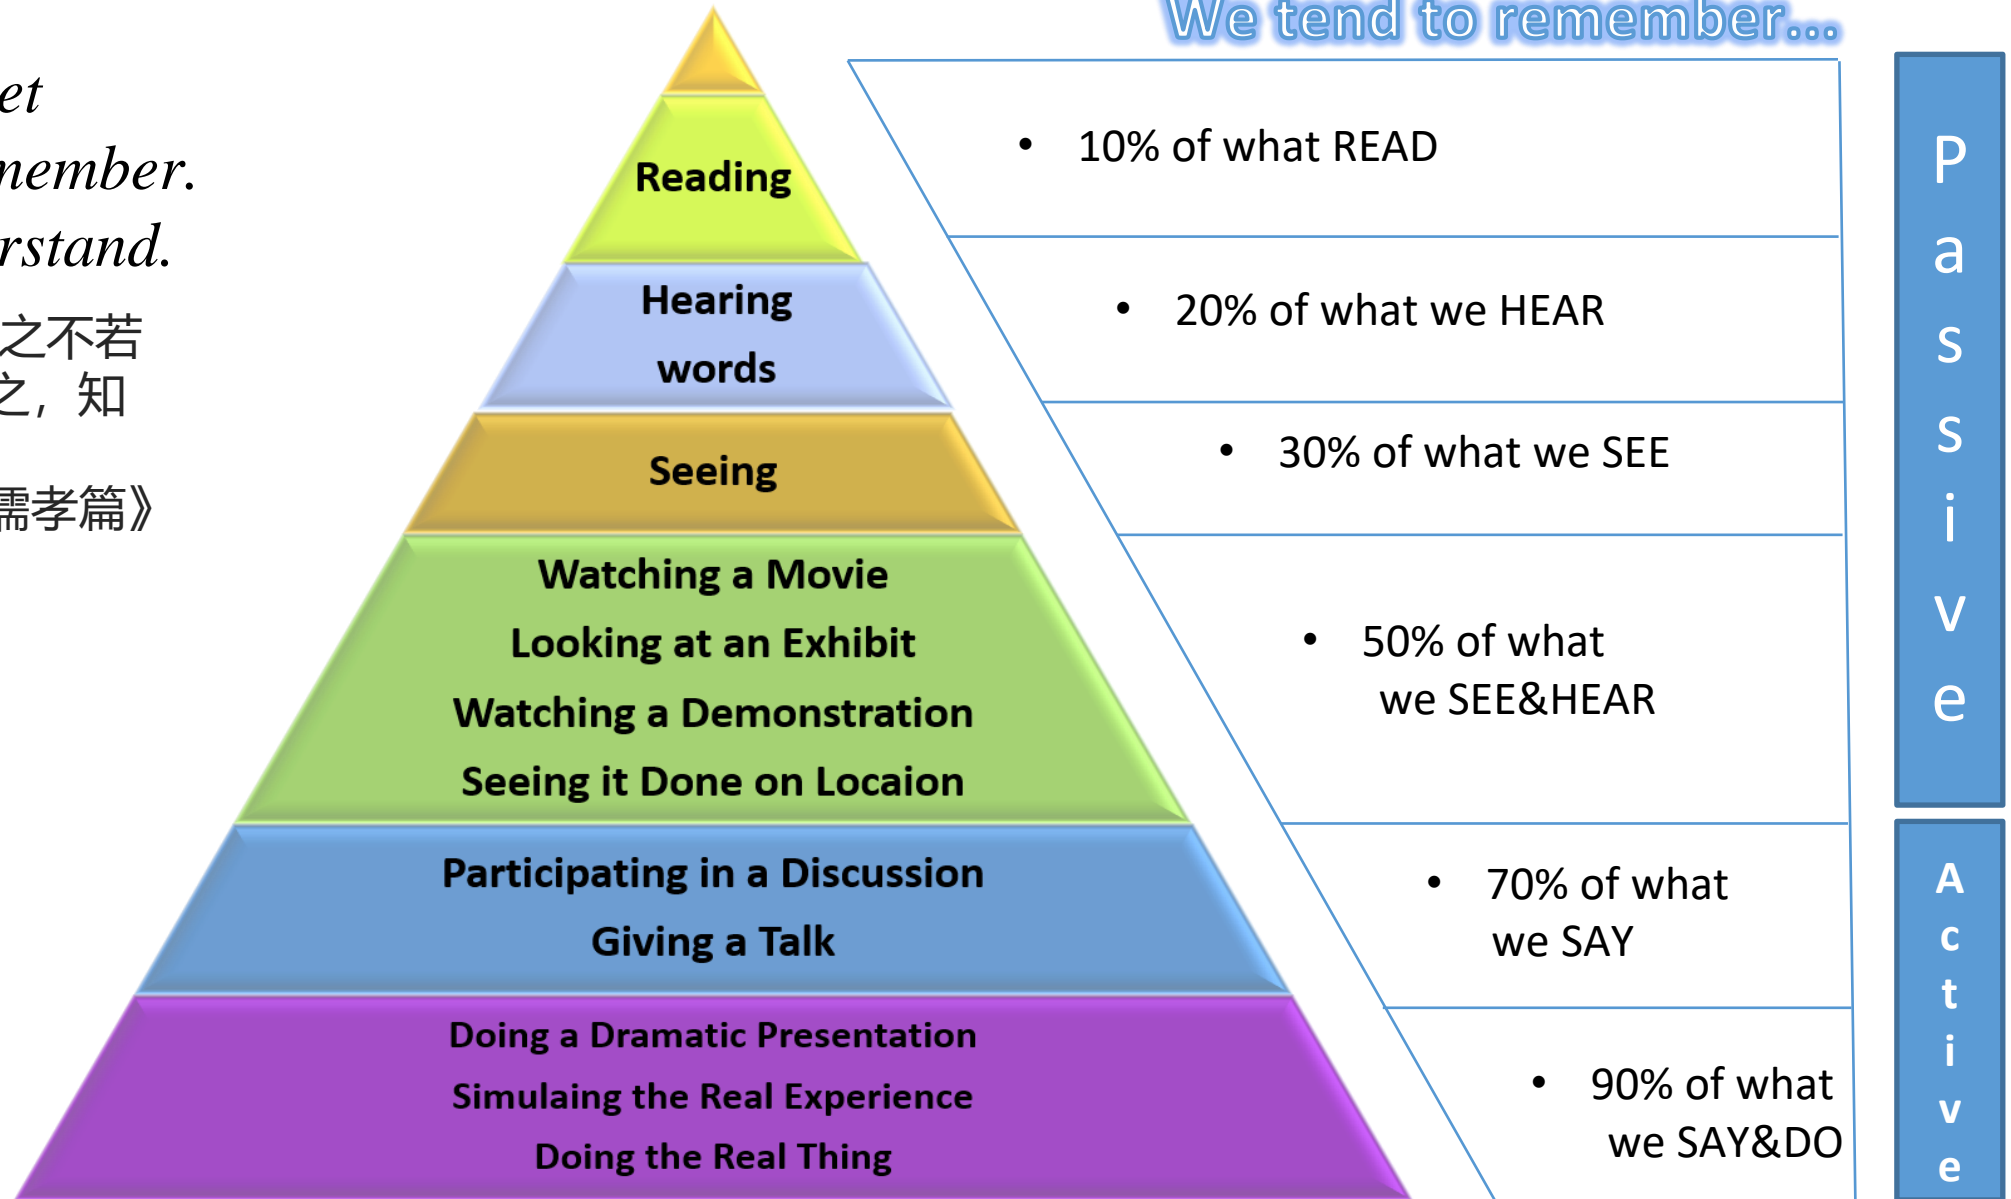 We tend to remember...
et
member.
rstand.
之不若
之，知
儒孝篇》
Reading
Hearing
words
Seeing
Watching a Movie
Looking at an Exhibit
Watching a Demonstration
Seeing it Done on Locaion
Participating in a Discussion
Giving a Talk
Doing a Dramatic Presentation
Simulaing the Real Experience
Doing the Real Thing
• 10% of what READ
• 20% of what we HEAR
• 30% of what we SEE
• 50% of what
we SEE&HEAR
• 70% of what
we SAY
• 90% of what
we SAY&DO
Passive
Active